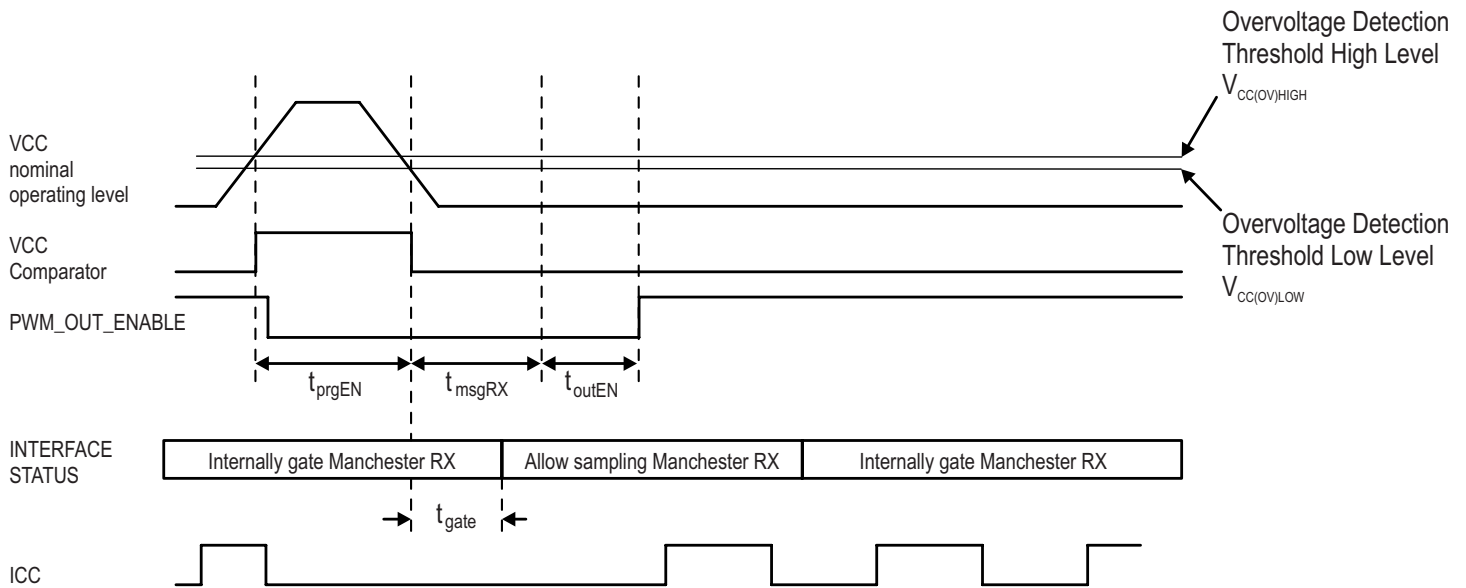 Overvoltage Detection
Threshold High Level
VCC(OV)HIGH
VCC
nominal
operating level
Overvoltage Detection
Threshold Low Level
VCC(OV)LOW
VCC
Comparator
PWM_OUT_ENABLE
tprgEN
tmsgRX
toutEN
INTERFACE
STATUS
Internally gate Manchester RX
Allow sampling Manchester RX
Internally gate Manchester RX
tgate
ICC